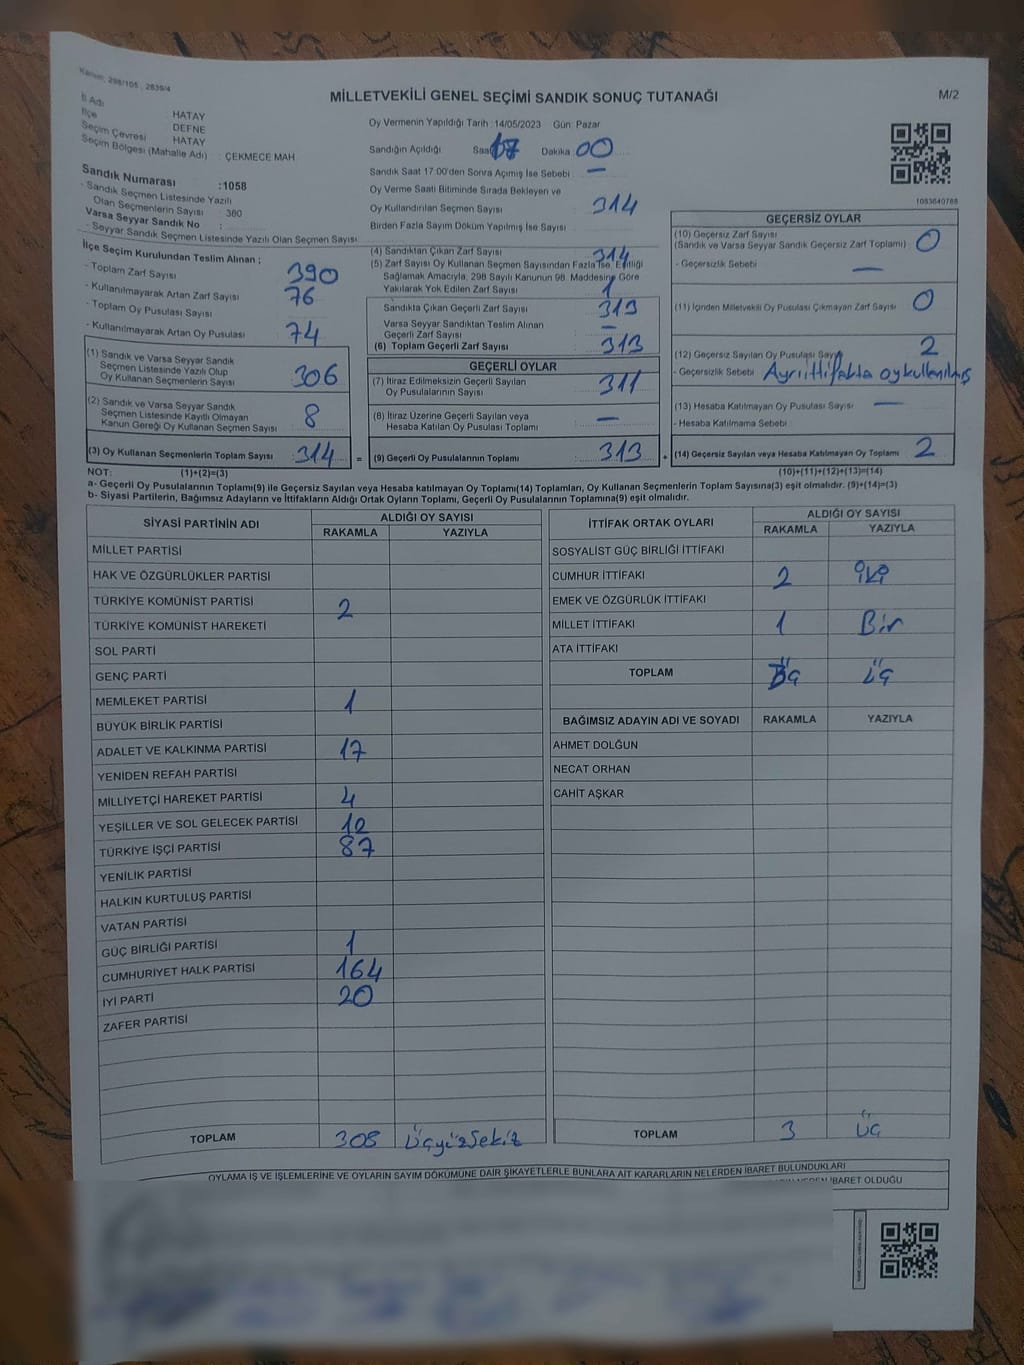 Kanun: 298/105 , 2839/4
MİLLETVEKİLİ GENEL SEÇİMİ SANDIK SONUÇ TUTANAĞI
M/2
İl Adı : HATAY
İlçe : DEFNE
Seçim Çevresi : HATAY
Seçim Bölgesi (Mahalle Adı) : ÇEKMECE MAH
Sandık Numarası :1058
- Sandık Seçmen Listesinde Yazılı
Olan Seçmenlerin Sayısı : 380
Varsa Seyyar Sandık No :
- Seyyar Sandık Seçmen Listesinde Yazılı Olan Seçmen Sayısı
İlçe Seçim Kurulundan Teslim Alınan ;
- Toplam Zarf Sayısı 390
- Kullanılmayarak Artan Zarf Sayısı 76
- Toplam Oy Pusulası Sayısı
- Kullanılmayarak Artan Oy Pusulası 74
(1) Sandık ve Varsa Seyyar Sandık
Seçmen Listesinde Yazılı Olup
Oy Kullanan Seçmenlerin Sayısı 306
(2) Sandık ve Varsa Seyyar Sandık
Seçmen Listesinde Kayıtlı Olmayan
Kanun Gereği Oy Kullanan Seçmen Sayısı 8
(3) Oy Kullanan Seçmenlerin Toplam Sayısı 314 =
Oy Vermenin Yapıldığı Tarih :14/05/2023 Gün: Pazar
Sandığın Açıldığı Saat 17 Dakika 00
Sandık Saat 17:00'den Sonra Açımış İse Sebebi : —
Oy Verme Saati Bitiminde Sırada Bekleyen ve
Oy Kullandırılan Seçmen Sayısı 314
Birden Fazla Sayım Döküm Yapılmış İse Sayısı
(4) Sandıktan Çıkan Zarf Sayısı 314
(5) Zarf Sayısı Oy Kullanan Seçmen Sayısından Fazla İse, Eşitliği
Sağlamak Amacıyla, 298 Sayılı Kanunun 98. Maddesine Göre
Yakılarak Yok Edilen Zarf Sayısı 1
Sandıkta Çıkan Geçerli Zarf Sayısı 313
Varsa Seyyar Sandıktan Teslim Alınan
Geçerli Zarf Sayısı —
(6) Toplam Geçerli Zarf Sayısı 313
GEÇERLİ OYLAR
(7) İtiraz Edilmeksizin Geçerli Sayılan
Oy Pusulalarının Sayısı 311
(8) İtiraz Üzerine Geçerli Sayılan veya
Hesaba Katılan Oy Pusulası Toplamı —
(9) Geçerli Oy Pusulalarının Toplamı 313 +
1083640788
GEÇERSİZ OYLAR
(10) Geçersiz Zarf Sayısı
(Sandık ve Varsa Seyyar Sandık Geçersiz Zarf Toplamı) 0
- Geçersizlik Sebebi —
(11) İçinden Milletvekili Oy Pusulası Çıkmayan Zarf Sayısı 0
(12) Geçersiz Sayılan Oy Pusulası Sayısı 2
- Geçersizlik Sebebi Ayrı ittifakta oy kullanılmış
(13) Hesaba Katılmayan Oy Pusulası Sayısı —
- Hesaba Katılmama Sebebi
(14) Geçersiz Sayılan veya Hesaba Katılmayan Oy Toplamı 2
NOT: (1)+(2)=(3) (10)+(11)+(12)+(13)=(14)
a- Geçerli Oy Pusulalarının Toplamı(9) ile Geçersiz Sayılan veya Hesaba katılmayan Oy Toplamı(14) Toplamları, Oy Kullanan Seçmenlerin Toplam Sayısına(3) eşit olmalıdır. (9)+(14)=(3)
b- Siyasi Partilerin, Bağımsız Adayların ve İttifakların Aldığı Ortak Oyların Toplamı, Geçerli Oy Pusulalarının Toplamına(9) eşit olmalıdır.
SİYASİ PARTİNİN ADI ALDIĞI OY SAYISI
RAKAMLA YAZIYLA
MİLLET PARTİSİ
HAK VE ÖZGÜRLÜKLER PARTİSİ
TÜRKİYE KOMÜNİST PARTİSİ 2
TÜRKİYE KOMÜNİST HAREKETİ
SOL PARTİ
GENÇ PARTİ
MEMLEKET PARTİSİ 1
BÜYÜK BİRLİK PARTİSİ
ADALET VE KALKINMA PARTİSİ 17
YENİDEN REFAH PARTİSİ
MİLLİYETÇİ HAREKET PARTİSİ 4
YEŞİLLER VE SOL GELECEK PARTİSİ 12
TÜRKİYE İŞÇİ PARTİSİ 87
YENİLİK PARTİSİ
HALKIN KURTULUŞ PARTİSİ
VATAN PARTİSİ
GÜÇ BİRLİĞİ PARTİSİ 1
CUMHURİYET HALK PARTİSİ 164
İYİ PARTİ 20
ZAFER PARTİSİ
TOPLAM 308 Üçyüzsekiz
İTTİFAK ORTAK OYLARI ALDIĞI OY SAYISI
RAKAMLA YAZIYLA
SOSYALİST GÜÇ BİRLİĞİ İTTİFAKI
CUMHUR İTTİFAKI 2 iki
EMEK VE ÖZGÜRLÜK İTTİFAKI
MİLLET İTTİFAKI 1 Bir
ATA İTTİFAKI
TOPLAM Üç üç
BAĞIMSIZ ADAYIN ADI VE SOYADI RAKAMLA YAZIYLA
AHMET DOLĞUN
NECAT ORHAN
CAHİT AŞKAR
TOPLAM 3 Üç
OYLAMA İŞ VE İŞLEMLERİNE VE OYLARIN SAYIM DÖKÜMÜNE DAİR ŞİKAYETLERLE BUNLARA AİT KARARLARIN NELERDEN İBARET BULUNDUKLARI
İBARET OLDUĞU